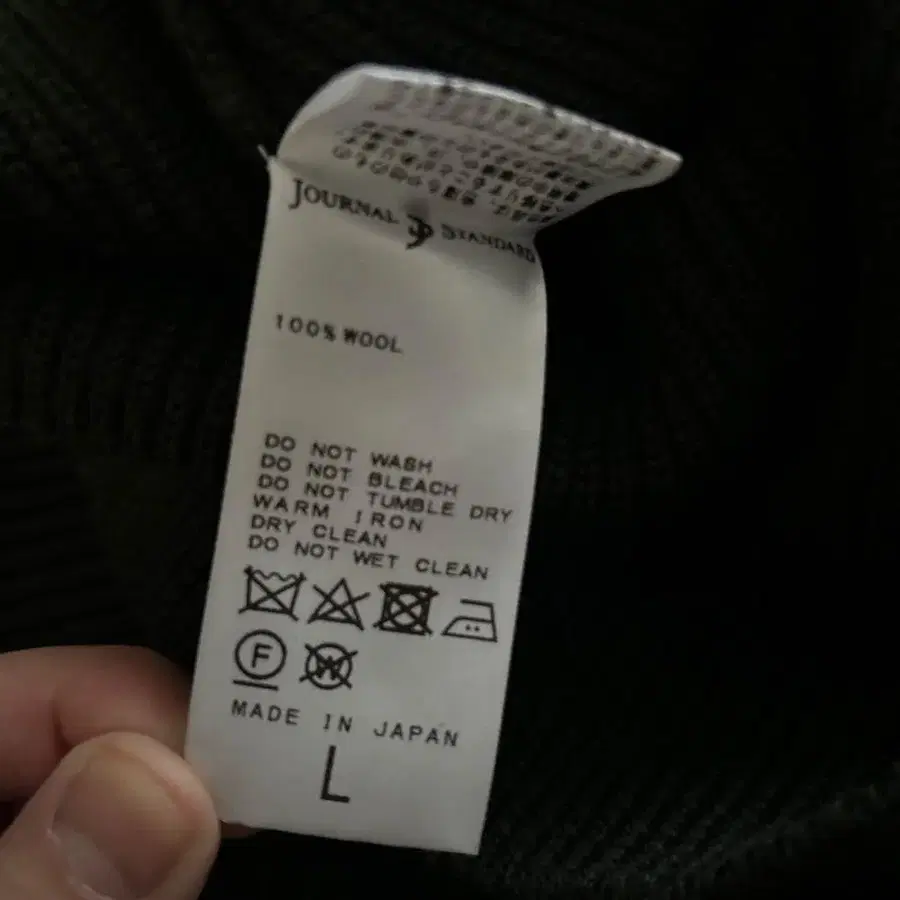 JOURNAL STANDARD
100% WOOL
DO NOT WASH
DO NOT BLEACH
DO NOT TUMBLE DRY
WARM IRON
DRY CLEAN
DO NOT WET CLEAN
F W
MADE IN JAPAN
L